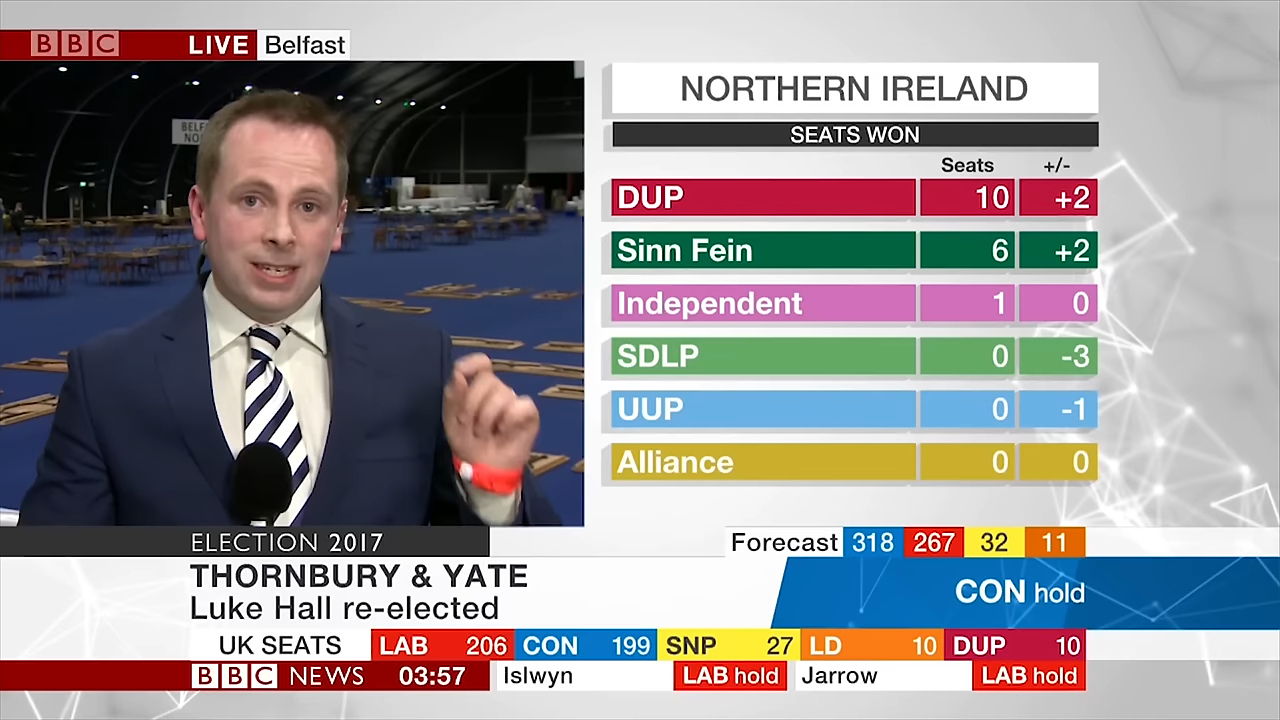 BBC LIVE Belfast
BELF
NO
NORTHERN IRELAND
SEATS WON
Seats +/-
DUP 10 +2
Sinn Fein 6 +2
Independent 1 0
SDLP 0 -3
UUP 0 -1
Alliance 0 0
ELECTION 2017
Forecast 318 267 32 11
THORNBURY & YATE
Luke Hall re-elected
CON hold
UK SEATS LAB 206 CON 199 SNP 27 LD 10 DUP 10
BBC NEWS 03:57 Islwyn LAB hold Jarrow LAB hold